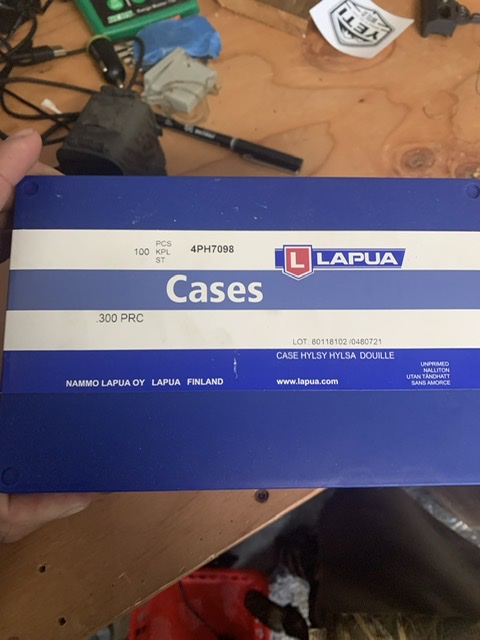 YETI
100 PCS KPL ST 4PH7098
L LAPUA
Cases
.300 PRC
LOT: 80118102 /0460721
CASE HYLSY HYLSA DOUILLE
UNPRIMED
NALLITON
UTAN TÄNDHATT
SANS AMORCE
NAMMO LAPUA OY LAPUA FINLAND
www.lapua.com